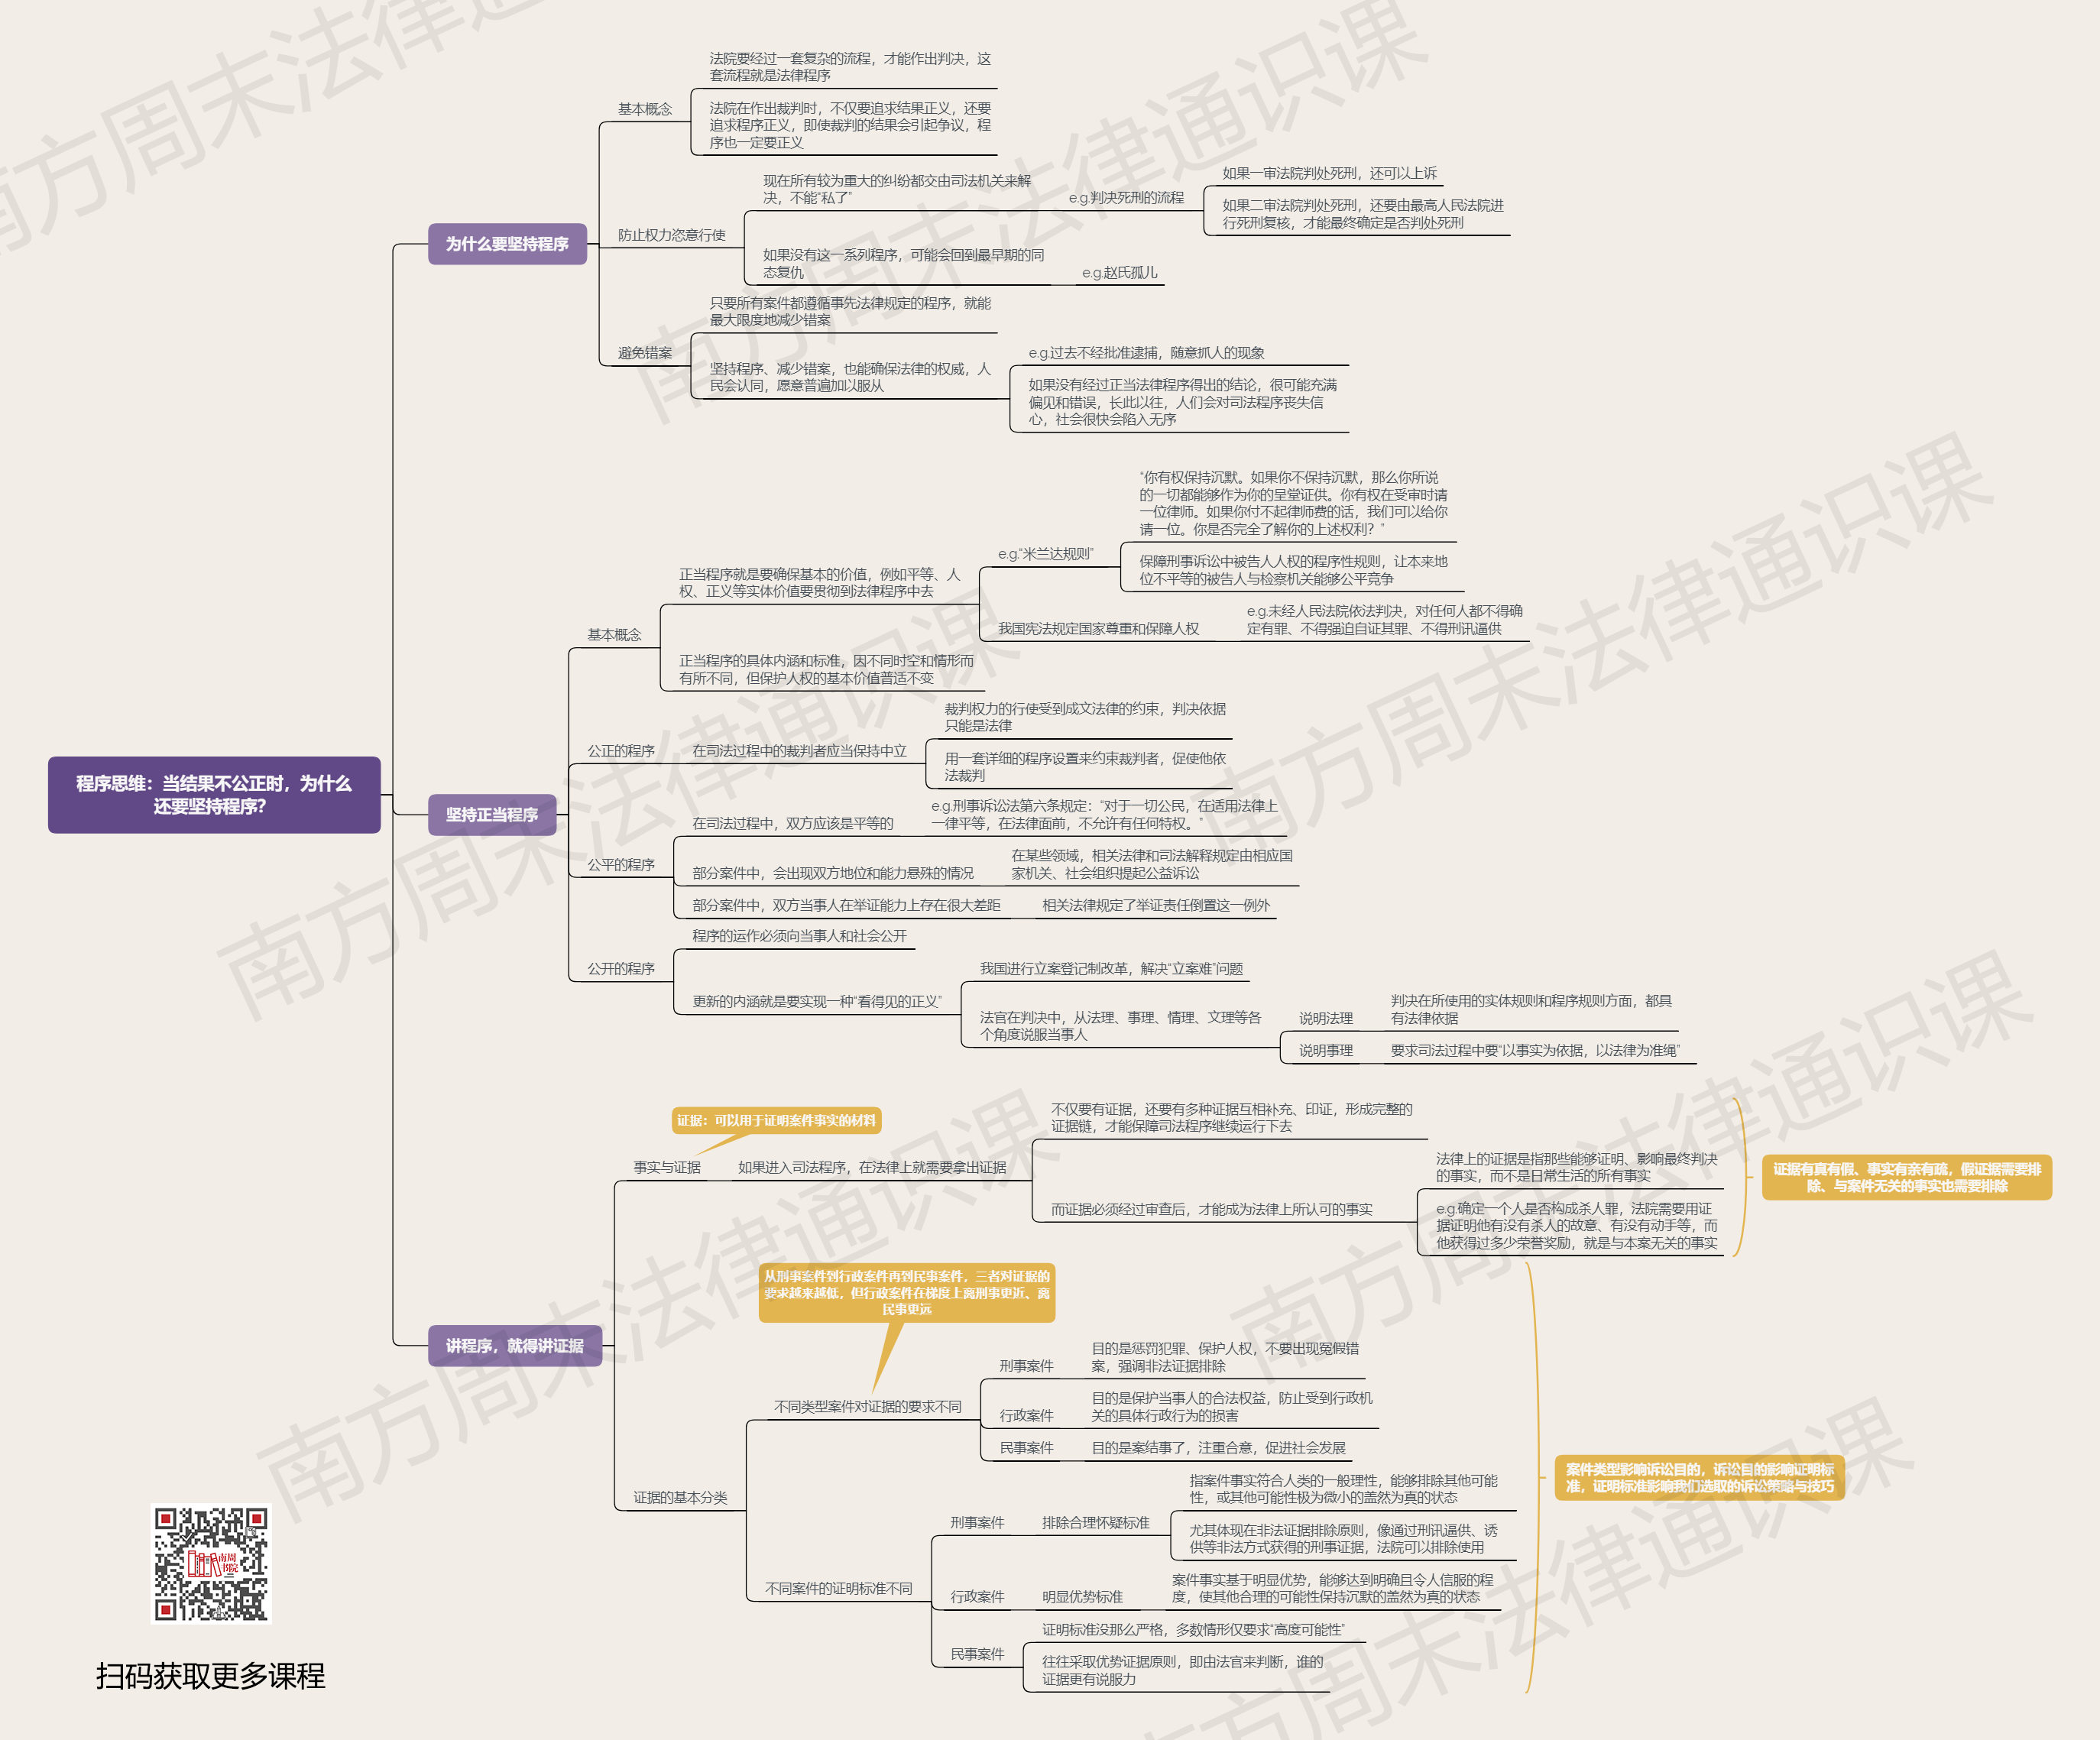 程序思维：当结果不公正时，为什么
还要坚持程序？
为什么要坚持程序
基本概念
法院要经过一套复杂的流程，才能作出判决，这
套流程就是法律程序
法院在作出裁判时，不仅要追求结果正义，还要
追求程序正义，即使裁判的结果会引起争议，程
序也一定要正义
防止权力恣意行使
现在所有较为重大的纠纷都交由司法机关来解
决，不能“私了”
e.g.判决死刑的流程
如果一审法院判处死刑，还可以上诉
如果二审法院判处死刑，还要由最高人民法院进
行死刑复核，才能最终确定是否判处死刑
如果没有这一系列程序，可能会回到最早期的同
态复仇
e.g.赵氏孤儿
避免错案
只要所有案件都遵循事先法律规定的程序，就能
最大限度地减少错案
坚持程序、减少错案，也能确保法律的权威，人
民会认同，愿意普遍加以服从
e.g.过去不经批准逮捕，随意抓人的现象
如果没有经过正当法律程序得出的结论，很可能充满
偏见和错误，长此以往，人们会对司法程序丧失信
心，社会很快会陷入无序
坚持正当程序
基本概念
正当程序就是要确保基本的价值，例如平等、人
权、正义等实体价值要贯彻到法律程序中去
e.g.“米兰达规则”
“你有权保持沉默。如果你不保持沉默，那么你所说
的一切都能够作为你的呈堂证供。你有权在受审时请
一位律师。如果你付不起律师费的话，我们可以给你
请一位。你是否完全了解你的上述权利？”
保障刑事诉讼中被告人人权的程序性规则，让本来地
位不平等的被告人与检察机关能够公平竞争
我国宪法规定国家尊重和保障人权
e.g.未经人民法院依法判决，对任何人都不得确
定有罪、不得强迫自证其罪、不得刑讯逼供
正当程序的具体内涵和标准，因不同时空和情形而
有所不同，但保护人权的基本价值普适不变
公正的程序
在司法过程中的裁判者应当保持中立
裁判权力的行使受到成文法律的约束，判决依据
只能是法律
用一套详细的程序设置来约束裁判者，促使他依
法裁判
公平的程序
在司法过程中，双方应该是平等的
e.g.刑事诉讼法第六条规定：“对于一切公民，在适用法律上
一律平等，在法律面前，不允许有任何特权。”
部分案件中，会出现双方地位和能力悬殊的情况
在某些领域，相关法律和司法解释规定由相应国
家机关、社会组织提起公益诉讼
部分案件中，双方当事人在举证能力上存在很大差距
相关法律规定了举证责任倒置这一例外
公开的程序
程序的运作必须向当事人和社会公开
更新的内涵就是要实现一种“看得见的正义”
我国进行立案登记制改革，解决“立案难”问题
法官在判决中，从法理、事理、情理、文理等各
个角度说服当事人
说明法理
判决在所使用的实体规则和程序规则方面，都具
有法律依据
说明事理
要求司法过程中要“以事实为依据，以法律为准绳”
讲程序，就得讲证据
证据：可以用于证明案件事实的材料
事实与证据
如果进入司法程序，在法律上就需要拿出证据
不仅要有证据，还要有多种证据互相补充、印证，形成完整的
证据链，才能保障司法程序继续运行下去
而证据必须经过审查后，才能成为法律上所认可的事实
法律上的证据是指那些能够证明、影响最终判决
的事实，而不是日常生活的所有事实
e.g.确定一个人是否构成杀人罪，法院需要用证
据证明他有没有杀人的故意、有没有动手等，而
他获得过多少荣誉奖励，就是与本案无关的事实
证据有真有假、事实有亲有疏，假证据需要排
除、与案件无关的事实也需要排除
证据的基本分类
从刑事案件到行政案件再到民事案件，三者对证据的
要求越来越低，但行政案件在梯度上离刑事更近、离
民事更远
不同类型案件对证据的要求不同
刑事案件
目的是惩罚犯罪、保护人权，不要出现冤假错
案，强调非法证据排除
行政案件
目的是保护当事人的合法权益，防止受到行政机
关的具体行政行为的损害
民事案件
目的是案结事了，注重合意，促进社会发展
不同案件的证明标准不同
刑事案件
排除合理怀疑标准
指案件事实符合人类的一般理性，能够排除其他可能
性，或其他可能性极为微小的盖然为真的状态
尤其体现在非法证据排除原则，像通过刑讯逼供、诱
供等非法方式获得的刑事证据，法院可以排除使用
行政案件
明显优势标准
案件事实基于明显优势，能够达到明确且令人信服的程
度，使其他合理的可能性保持沉默的盖然为真的状态
民事案件
证明标准没那么严格，多数情形仅要求“高度可能性”
往往采取优势证据原则，即由法官来判断，谁的
证据更有说服力
案件类型影响诉讼目的，诉讼目的影响证明标
准，证明标准影响我们选取的诉讼策略与技巧
南周
书院
扫码获取更多课程
南方周末法律通识课
南方周末法律通识课
南方周末法律通识课
南方周末法律通识课
南方周末法律通识课
南方周末法律通识课
南方周末法律通识课